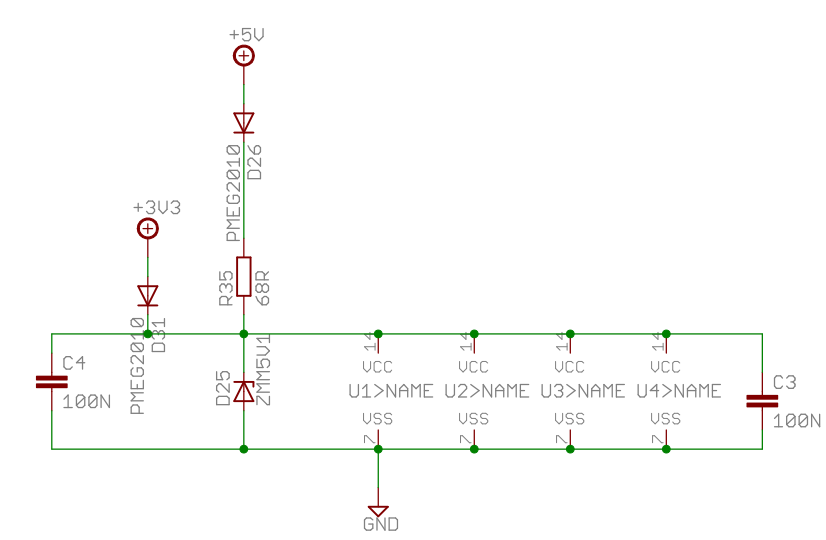 +5V
PMEG2010
D26
+3V3
R35
68R
PMEG2010
D31
C4
100N
D25
ZMM5V1
14
14
14
14
VCC
VCC
VCC
VCC
U1>NAME
U2>NAME
U3>NAME
U4>NAME
VSS
VSS
VSS
VSS
7
7
7
7
C3
100N
GND